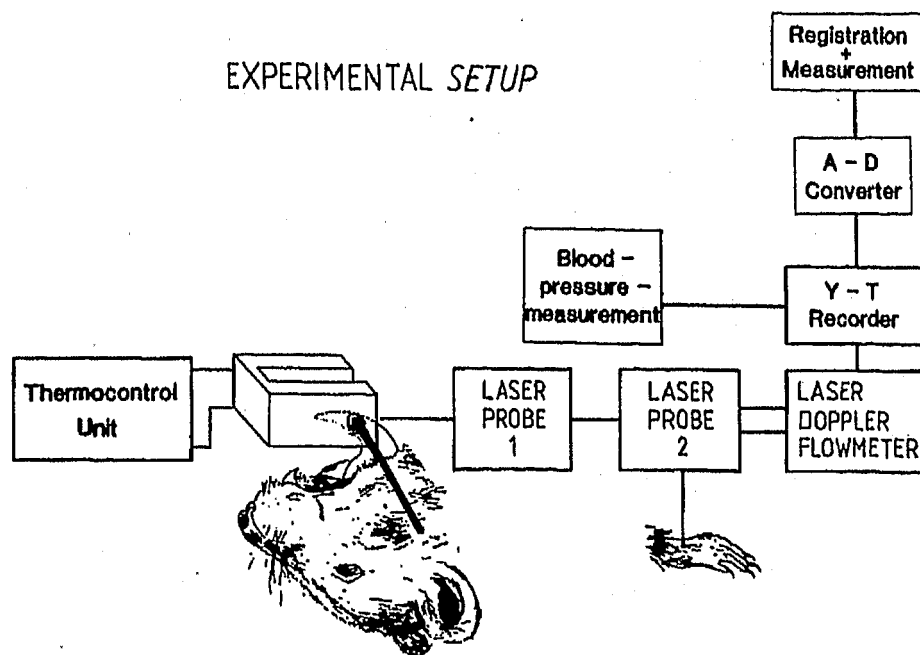 EXPERIMENTAL SETUP
Registration
+
Measurement
A - D
Converter
Blood -
pressure -
measurement
Y - T
Recorder
Thermocontrol
Unit
LASER
PROBE
1
LASER
PROBE
2
LASER
DOPPLER
FLOWMETER